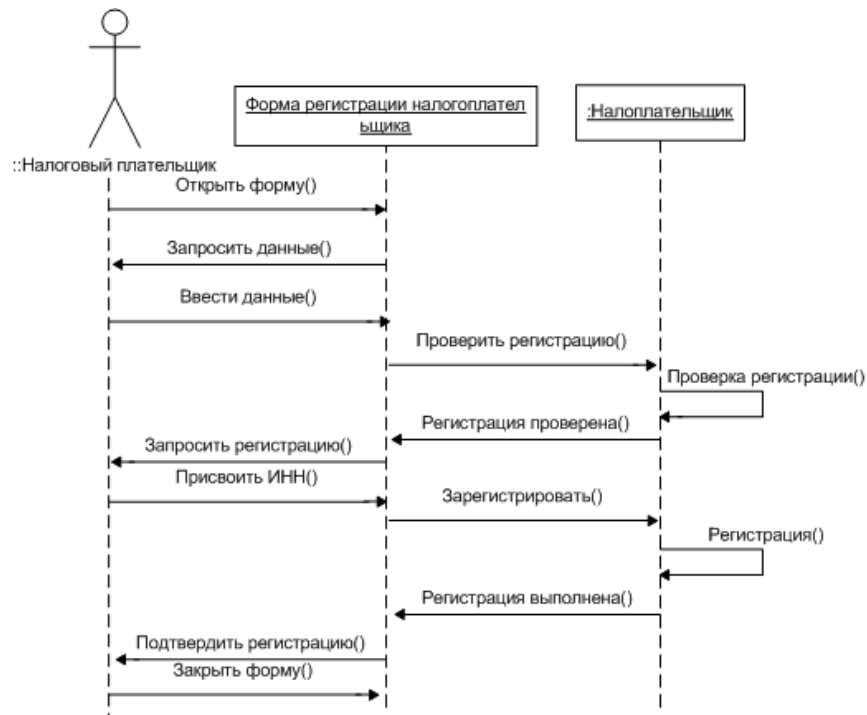 Форма регистрации налогоплател
ьщика
:Налоплательщик
::Налоговый плательщик
Открыть форму()
Запросить данные()
Ввести данные()
Проверить регистрацию()
Проверка регистрации()
Регистрация проверена()
Запросить регистрацию()
Присвоить ИНН()
Зарегистрировать()
Регистрация()
Регистрация выполнена()
Подтвердить регистрацию()
Закрыть форму()